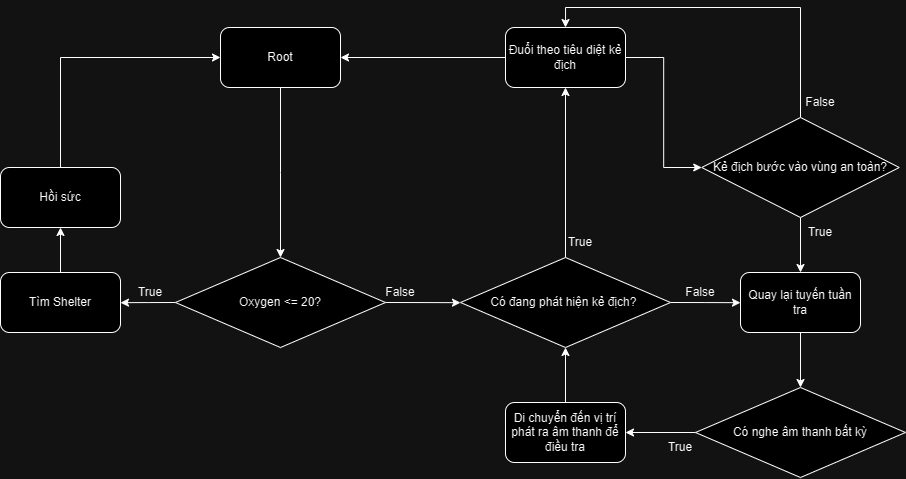 Root
Đuổi theo tiêu diệt kẻ
địch
False
Kẻ địch bước vào vùng an toàn?
Hồi sức
True
True
Tìm Shelter
True
Oxygen <= 20?
False
Có đang phát hiện kẻ địch?
False
Quay lại tuyến tuần
tra
Di chuyển đến vị trí
phát ra âm thanh để
điều tra
True
Có nghe âm thanh bất kỳ